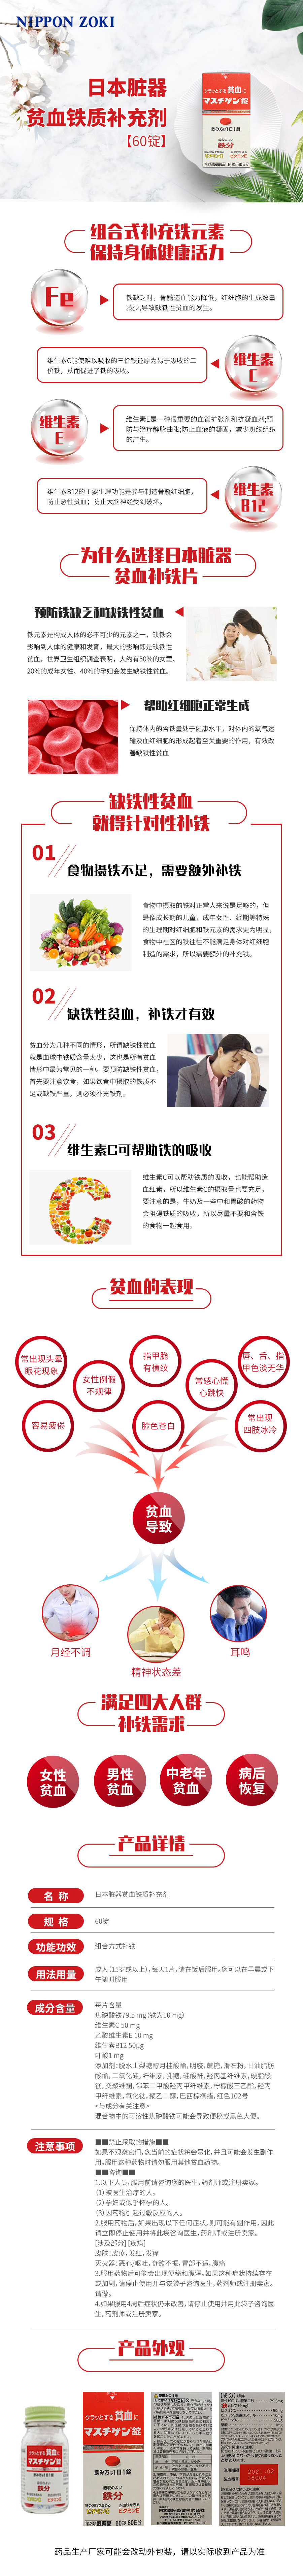 NIPPON ZOKI
日本脏器
贫血铁质补充剂
【60锭】
クラッとする貧血に
マスチゲン錠
飲み方は1日1錠
鉄分
ビタミンC
ビタミンE
组合式补充铁元素
保持身体健康活力
Fe
铁缺乏时，骨髓造血能力降低，红细胞的生成数量
减少,导致缺铁性贫血的发生。
维生素C能使难以吸收的三价铁还原为易于吸收的二
价铁，从而促进了铁的吸收。
维生素
C
维生素
E
维生素E是一种很重要的血管扩张剂和抗凝血剂;预
防与治疗静脉曲张;防止血液的凝固，减少斑纹组织
的产生。
维生素B12的主要生理功能是参与制造骨髓红细胞，
防止恶性贫血；防止大脑神经受到破坏。
维生素
B12
为什么选择日本脏器
贫血补铁片
预防铁缺乏和缺铁性贫血
铁元素是构成人体的必不可少的元素之一，缺铁会
影响到人体的健康和发育，最大的影响即是缺铁性
贫血，世界卫生组织调查表明，大约有50%的女童、
20%的成年女性、40%的孕妇会发生缺铁性贫血。
帮助红细胞正常生成
保持体内的含铁量处于健康水平，对体内的氧气运
输及血红细胞的形成起着至关重要的作用，有效改
善缺铁性贫血
缺铁性贫血
就得针对性补铁
01
食物摄铁不足，需要额外补铁
食物中摄取的铁对正常人来说是足够的，但
是像成长期的儿童，成年女性、经期等特殊
的生理期对红细胞和铁元素的需求更为明显，
食物中社区的铁往往不能满足身体对红细胞
制造的需求，所以需要额外的补充铁。
02
缺铁性贫血，补铁才有效
贫血分为几种不同的情形，所谓缺铁性贫血
就是血球中铁质含量太少，这也是所有贫血
情形中最为常见的一种。要预防缺铁性贫血，
首先要注意饮食，如果饮食中摄取的铁质不
足或缺铁严重，则必须补充铁剂。
03
维生素C可帮助铁的吸收
维生素C可以帮助铁质的吸收，也能帮助造
血红素，所以维生素C的摄取量也要充足，
要注意的是，牛奶及一些中和胃酸的药物
会阻碍铁质的吸收，所以尽量不要和含铁
的食物一起食用。
贫血的表现
常出现头晕
眼花现象
女性例假
不规律
指甲脆
有横纹
常感心慌
心跳快
唇、舌、指
甲色淡无华
容易疲倦
脸色苍白
常出现
四肢冰冷
贫血
导致
月经不调
精神状态差
耳鸣
满足四大人群
补铁需求
女性
贫血
男性
贫血
中老年
贫血
病后
恢复
产品详情
名 称
日本脏器贫血铁质补充剂
规 格
60锭
功能功效
组合方式补铁
用法用量
成人（15岁或以上），每天1片，请在饭后服用。您可以在早晨或下
午随时服用
成分含量
每片含量
焦磷酸铁79.5 mg（铁为10 mg）
维生素C 50 mg
乙酸维生素E 10 mg
维生素B12 50μg
叶酸1 mg
添加剂：脱水山梨糖醇月桂酸酯，明胶，蔗糖，滑石粉，甘油脂肪
酸酯，二氧化硅，纤维素，乳糖，硅酸酐，羟丙基纤维素，硬脂酸
镁，交聚维酮，邻苯二甲酸羟丙甲纤维素，柠檬酸三乙酯，羟丙
甲纤维素，氧化钛，聚乙二醇，巴西棕榈蜡，红色102号
<与成分有关注意>
混合物中的可溶性焦磷酸铁可能会导致便秘或黑色大便。
注意事项
■■禁止采取的措施■■
如果不观察它们，您当前的症状将会恶化，并且可能会发生副作
用。服用这种药物时请勿服用其他贫血药物。
■■咨询■■
1.以下人员，服用前请咨询您的医生，药剂师或注册卖家。
（1）被医生治疗的人。
（2）孕妇或似乎怀孕的人。
（3）因药物引起过敏反应的人。
2.服用药物后，如果出现以下任何症状，则可能有副作用，因此
请立即停止使用并将此袋咨询医生，药剂师或注册卖家。
[涉及部分] [疾病]
皮肤：皮疹，发红，发痒
灭火器：恶心/呕吐，食欲不振，胃部不适，腹痛
3.服用药物后可能会出现便秘和腹泻，如果这种症状持续存在
或加剧，请停止使用并与该袋子咨询医生，药剂师或注册卖家。
请做。
4.如果服用4周后症状仍未改善，请停止使用并用此袋子咨询医
生，药剂师或注册卖家。
产品外观
クラッとする貧血に
マスチゲン錠
飲み方は1日1錠
鉄分
ビタミンC
ビタミンE
60錠
2021.02
1900A
药品生产厂家可能会改动外包装，请以实际收到产品为准